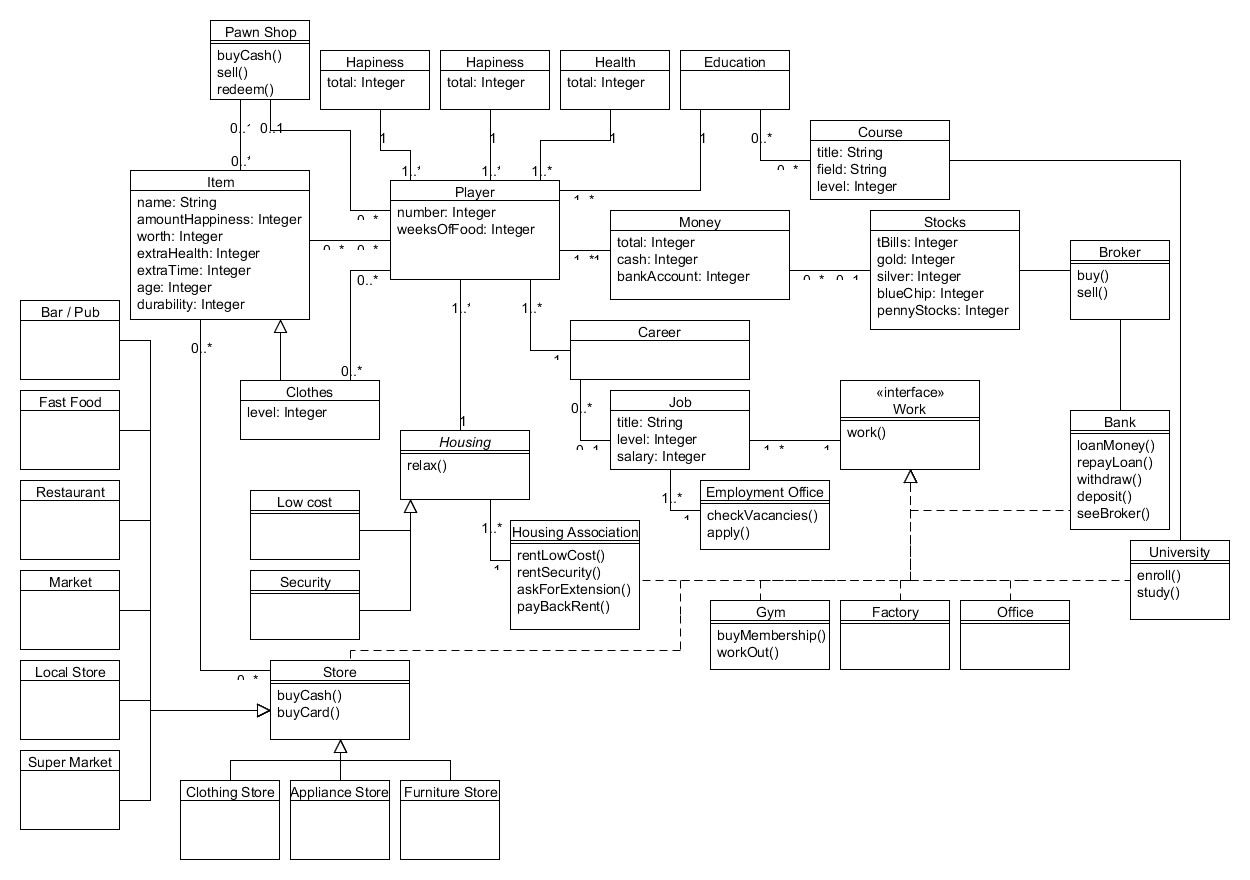 Pawn Shop
buyCash()
sell()
redeem()
Hapiness
total: Integer
Hapiness
total: Integer
Health
total: Integer
Education
Course
title: String
field: String
level: Integer
0..*
0..1
1
1
1
1
0..*
0..*
0..*
1..*
1..*
1..*
1..*
Item
name: String
amountHappiness: Integer
worth: Integer
extraHealth: Integer
extraTime: Integer
age: Integer
durability: Integer
Player
number: Integer
weeksOfFood: Integer
0..*
0..*
0..*
0..*
Money
total: Integer
cash: Integer
bankAccount: Integer
1..*
1
0..*
0..1
Stocks
tBills: Integer
gold: Integer
silver: Integer
blueChip: Integer
pennyStocks: Integer
Broker
buy()
sell()
Bar / Pub
0..*
0..*
1..*
1..*
1
Career
Clothes
level: Integer
Fast Food
1
0..*
0..1
Job
title: String
level: Integer
salary: Integer
1..*
1
«interface»
Work
work()
Bank
loanMoney()
repayLoan()
withdraw()
deposit()
seeBroker()
Housing
relax()
Restaurant
Low cost
1..*
1
Employment Office
checkVacancies()
apply()
1..*
1
Housing Association
rentLowCost()
rentSecurity()
askForExtension()
payBackRent()
University
enroll()
study()
Market
Security
Gym
buyMembership()
workOut()
Factory
Office
Local Store
0..*
Store
buyCash()
buyCard()
Super Market
Clothing Store
Appliance Store
Furniture Store